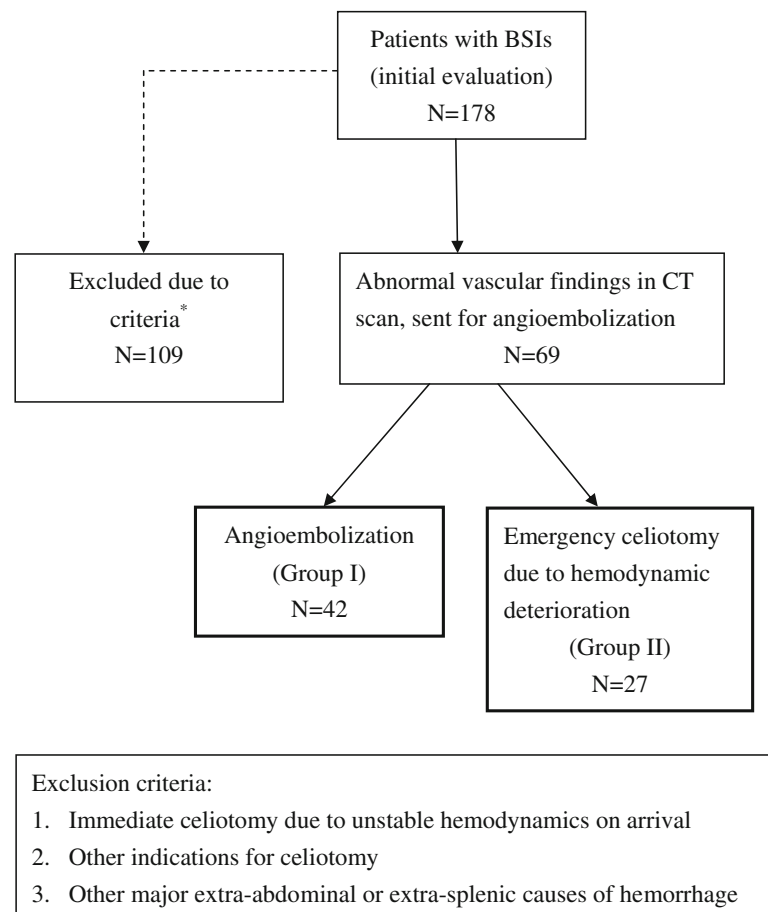 Patients with BSIs
(initial evaluation)
N=178
Excluded due to
criteria*
N=109
Abnormal vascular findings in CT
scan, sent for angioembolization
N=69
Angioembolization
(Group I)
N=42
Emergency celiotomy
due to hemodynamic
deterioration
(Group II)
N=27
Exclusion criteria:
1. Immediate celiotomy due to unstable hemodynamics on arrival
2. Other indications for celiotomy
3. Other major extra-abdominal or extra-splenic causes of hemorrhage